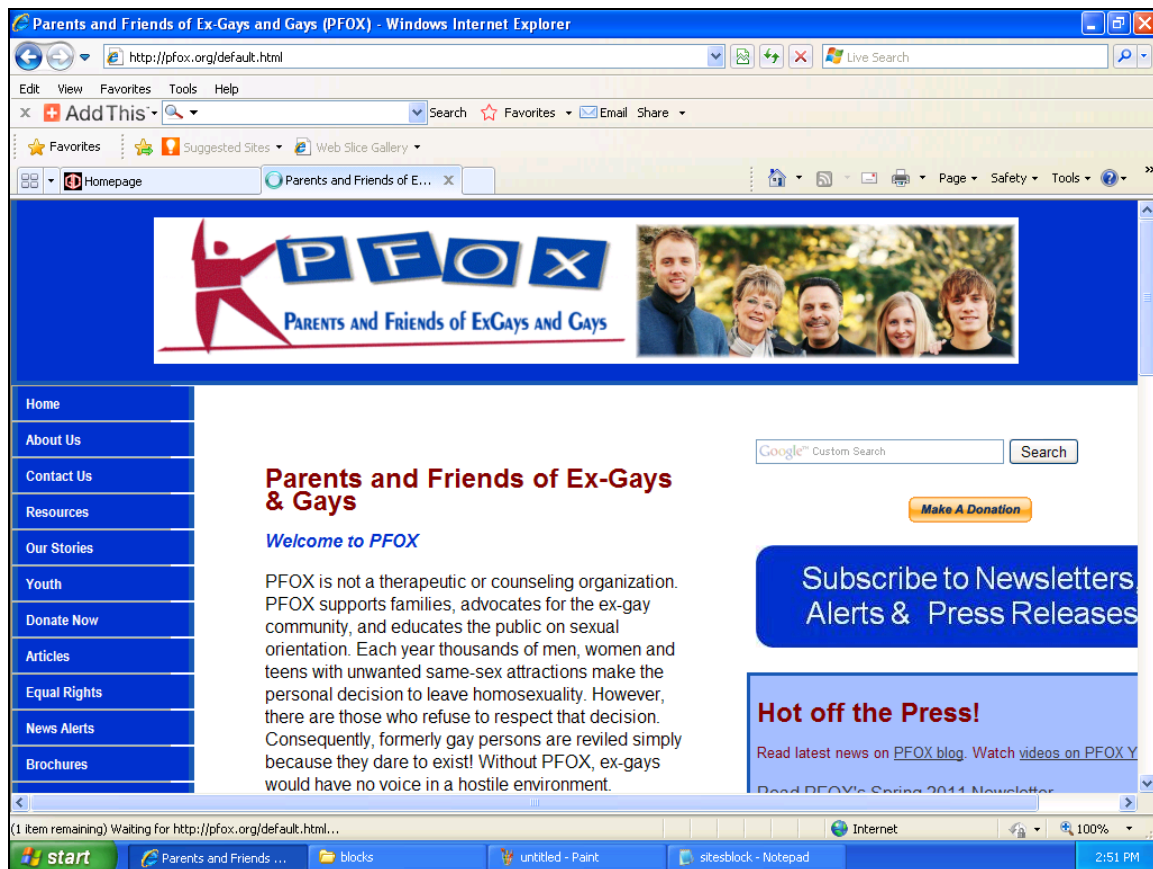 Parents and Friends of Ex-Gays and Gays (PFOX) - Windows Internet Explorer
http://pfox.org/default.html
Live Search
Edit View Favorites Tools Help
x AddThis Search Favorites Email Share
Favorites Suggested Sites Web Slice Gallery
Homepage Parents and Friends of E... X Page Safety Tools »
PFOX
PARENTS AND FRIENDS OF EXGAYS AND GAYS
Home
About Us
Contact Us
Resources
Our Stories
Youth
Donate Now
Articles
Equal Rights
News Alerts
Brochures
Parents and Friends of Ex-Gays
& Gays
Welcome to PFOX
PFOX is not a therapeutic or counseling organization.
PFOX supports families, advocates for the ex-gay
community, and educates the public on sexual
orientation. Each year thousands of men, women and
teens with unwanted same-sex attractions make the
personal decision to leave homosexuality. However,
there are those who refuse to respect that decision.
Consequently, formerly gay persons are reviled simply
because they dare to exist! Without PFOX, ex-gays
would have no voice in a hostile environment.
Google™ Custom Search Search
Make A Donation
Subscribe to Newsletters,
Alerts & Press Releases
Hot off the Press!
Read latest news on PFOX blog. Watch videos on PFOX Y
Read PFOX's Spring 2011 Newsletter
(1 item remaining) Waiting for http://pfox.org/default.html... Internet 100%
start Parents and Friends ... blocks untitled - Paint sitesblock - Notepad 2:51 PM